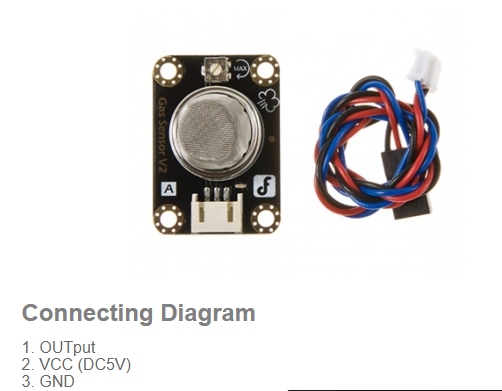 MAX
Gas Sensor V2
A
Connecting Diagram
1. OUTput
2. VCC (DC5V)
3. GND